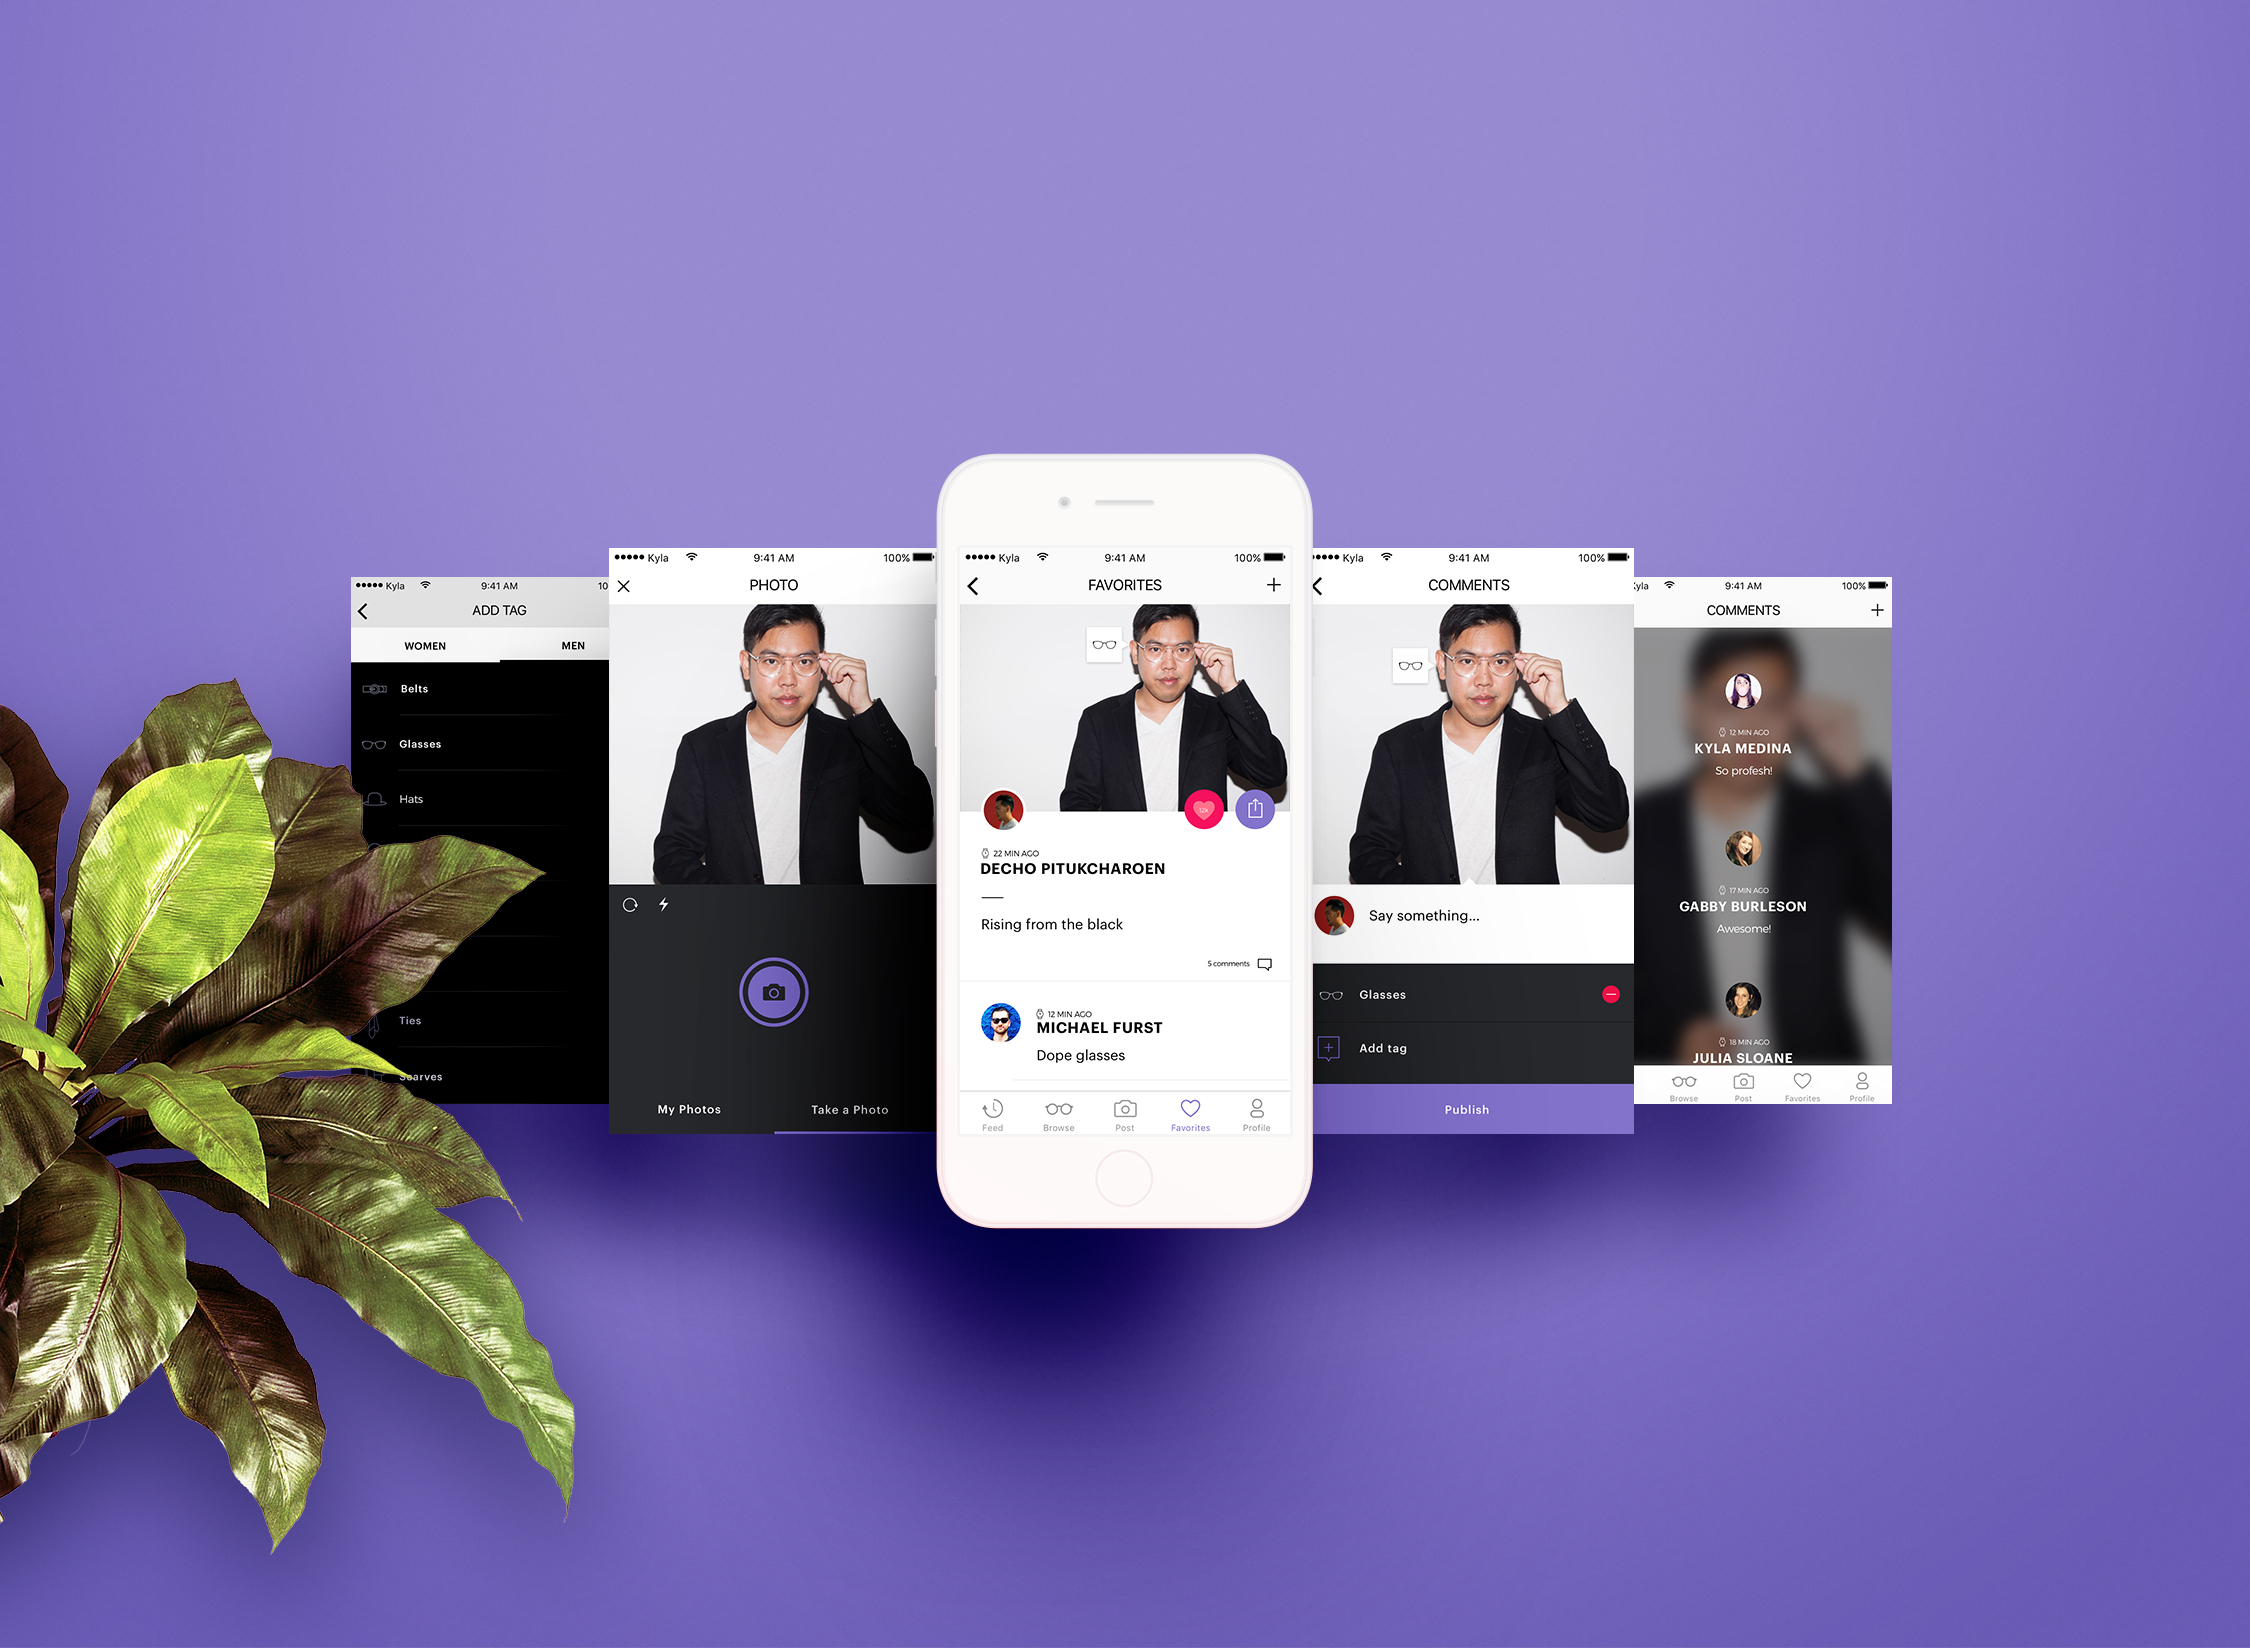 Kyla 9:41 AM 10
ADD TAG
WOMEN MEN
Belts
Glasses
Hats
Ties
Scarves
Kyla 9:41 AM 100%
PHOTO
My Photos Take a Photo
Kyla 9:41 AM 100%
FAVORITES
12k
22 MIN AGO
DECHO PITUKCHAROEN
Rising from the black
5 comments
12 MIN AGO
MICHAEL FURST
Dope glasses
Feed Browse Post Favorites Profile
Kyla 9:41 AM 100%
COMMENTS
Say something...
Glasses
Add tag
Publish
yla 9:41 AM 100%
COMMENTS
12 MIN AGO
KYLA MEDINA
So profesh!
17 MIN AGO
GABBY BURLESON
Awesome!
18 MIN AGO
JULIA SLOANE
Browse Post Favorites Profile